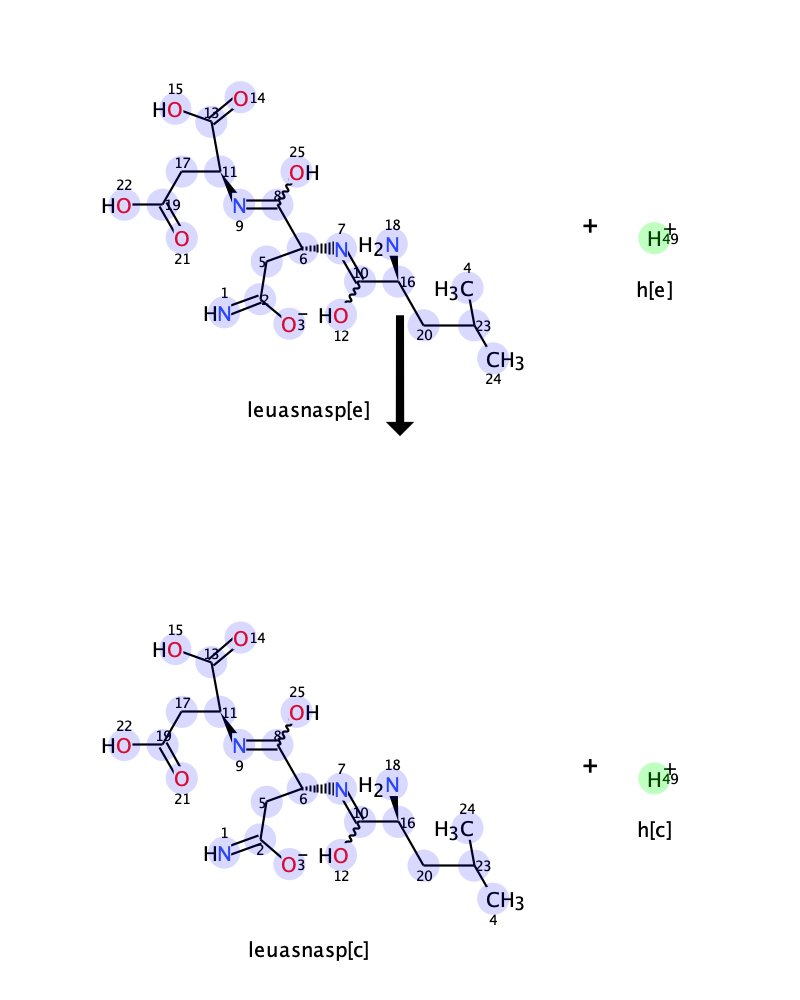 15
HO 13 O 14
17 11 25
OH
22
HO 19 N 8
9
O
21
7 18
N H2N
5 6
4
H3C
10 16
1
HN 2 O3−
HO
12
20 23
CH3
24
+ H+ 49
h[e]
leuasnasp[e]
15
HO 13 O 14
17 11 25
OH
22
HO 19 N 8
9
O
21
7 18
N H2N
5 6
24
H3C
10 16
1
HN 2 O3−
HO
12
20 23
CH3
4
+ H+ 49
h[c]
leuasnasp[c]